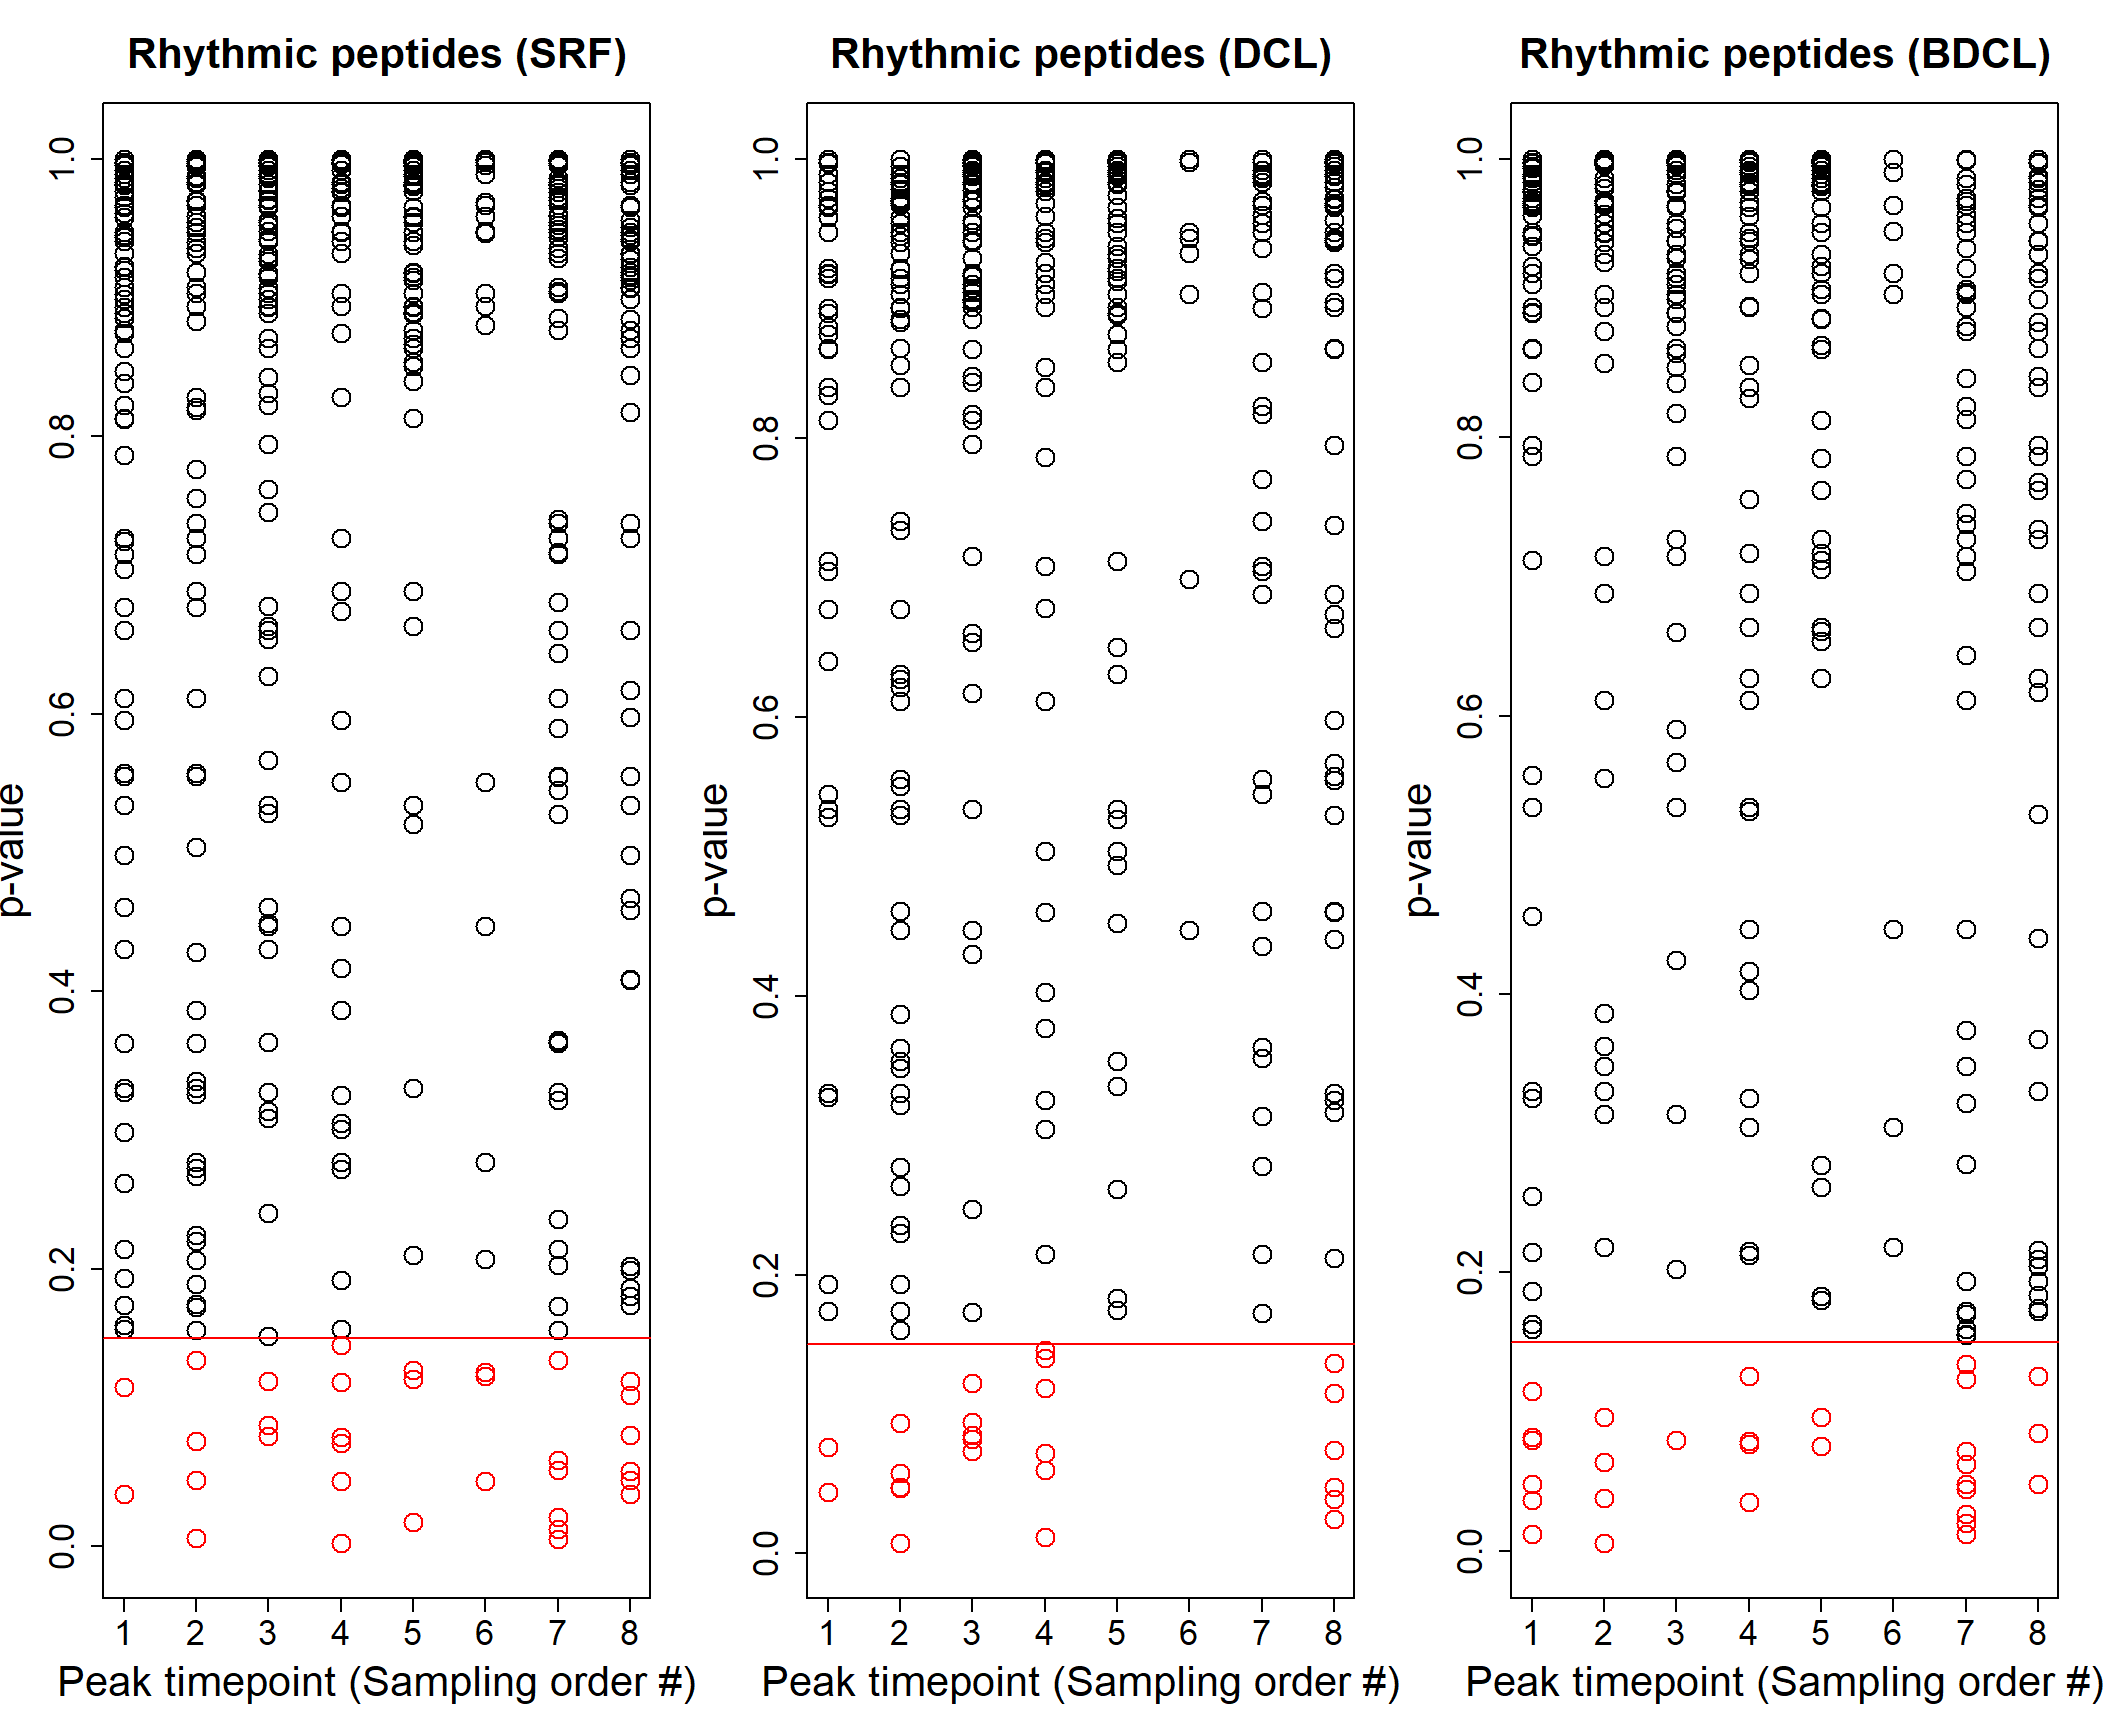 Rhythmic peptides (SRF)
p-value
1.0
0.8
0.6
0.4
0.2
0.0
1 2 3 4 5 6 7 8
Peak timepoint (Sampling order #)
Rhythmic peptides (DCL)
p-value
1.0
0.8
0.6
0.4
0.2
0.0
1 2 3 4 5 6 7 8
Peak timepoint (Sampling order #)
Rhythmic peptides (BDCL)
p-value
1.0
0.8
0.6
0.4
0.2
0.0
1 2 3 4 5 6 7 8
Peak timepoint (Sampling order #)